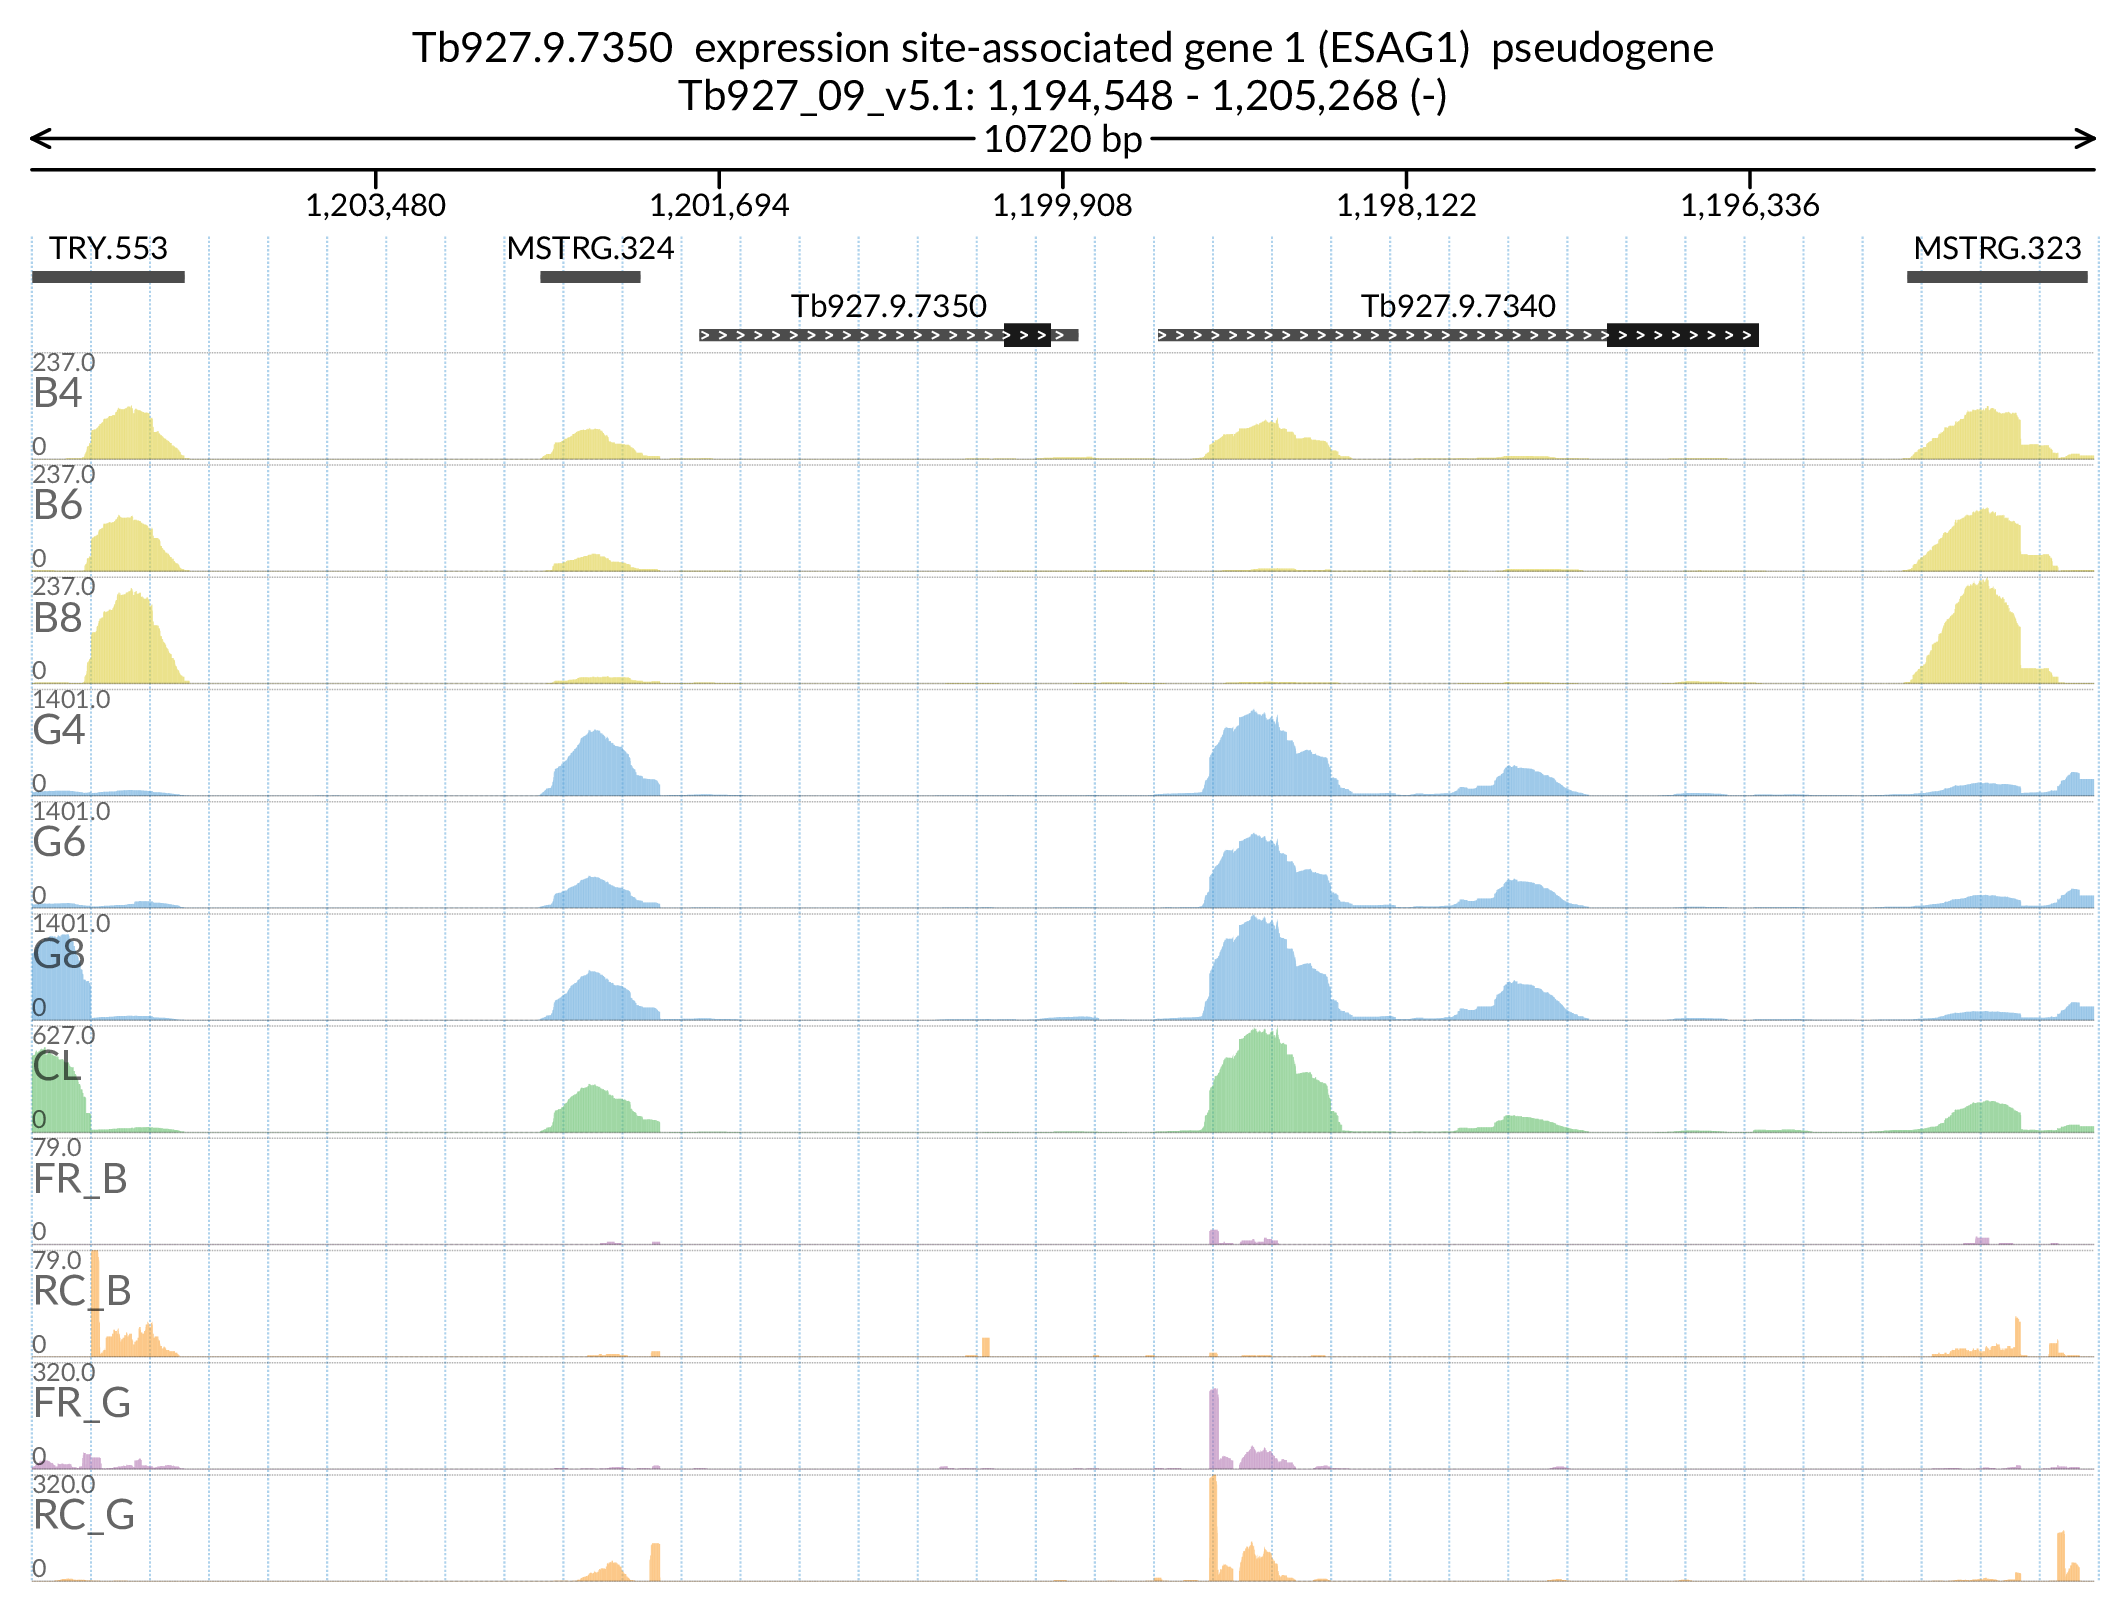 Tb927.9.7350 expression site-associated gene 1 (ESAG1) pseudogene
Tb927_09_v5.1: 1,194,548 - 1,205,268 (-)
10720 bp
1,203,480 1,201,694 1,199,908 1,198,122 1,196,336
TRY.553 MSTRG.324 MSTRG.323
Tb927.9.7350 Tb927.9.7340
237.0
B4
0
237.0
B6
0
237.0
B8
0
1401.0
G4
0
1401.0
G6
0
1401.0
G8
0
627.0
CL
0
79.0
FR_B
0
79.0
RC_B
0
320.0
FR_G
0
320.0
RC_G
0